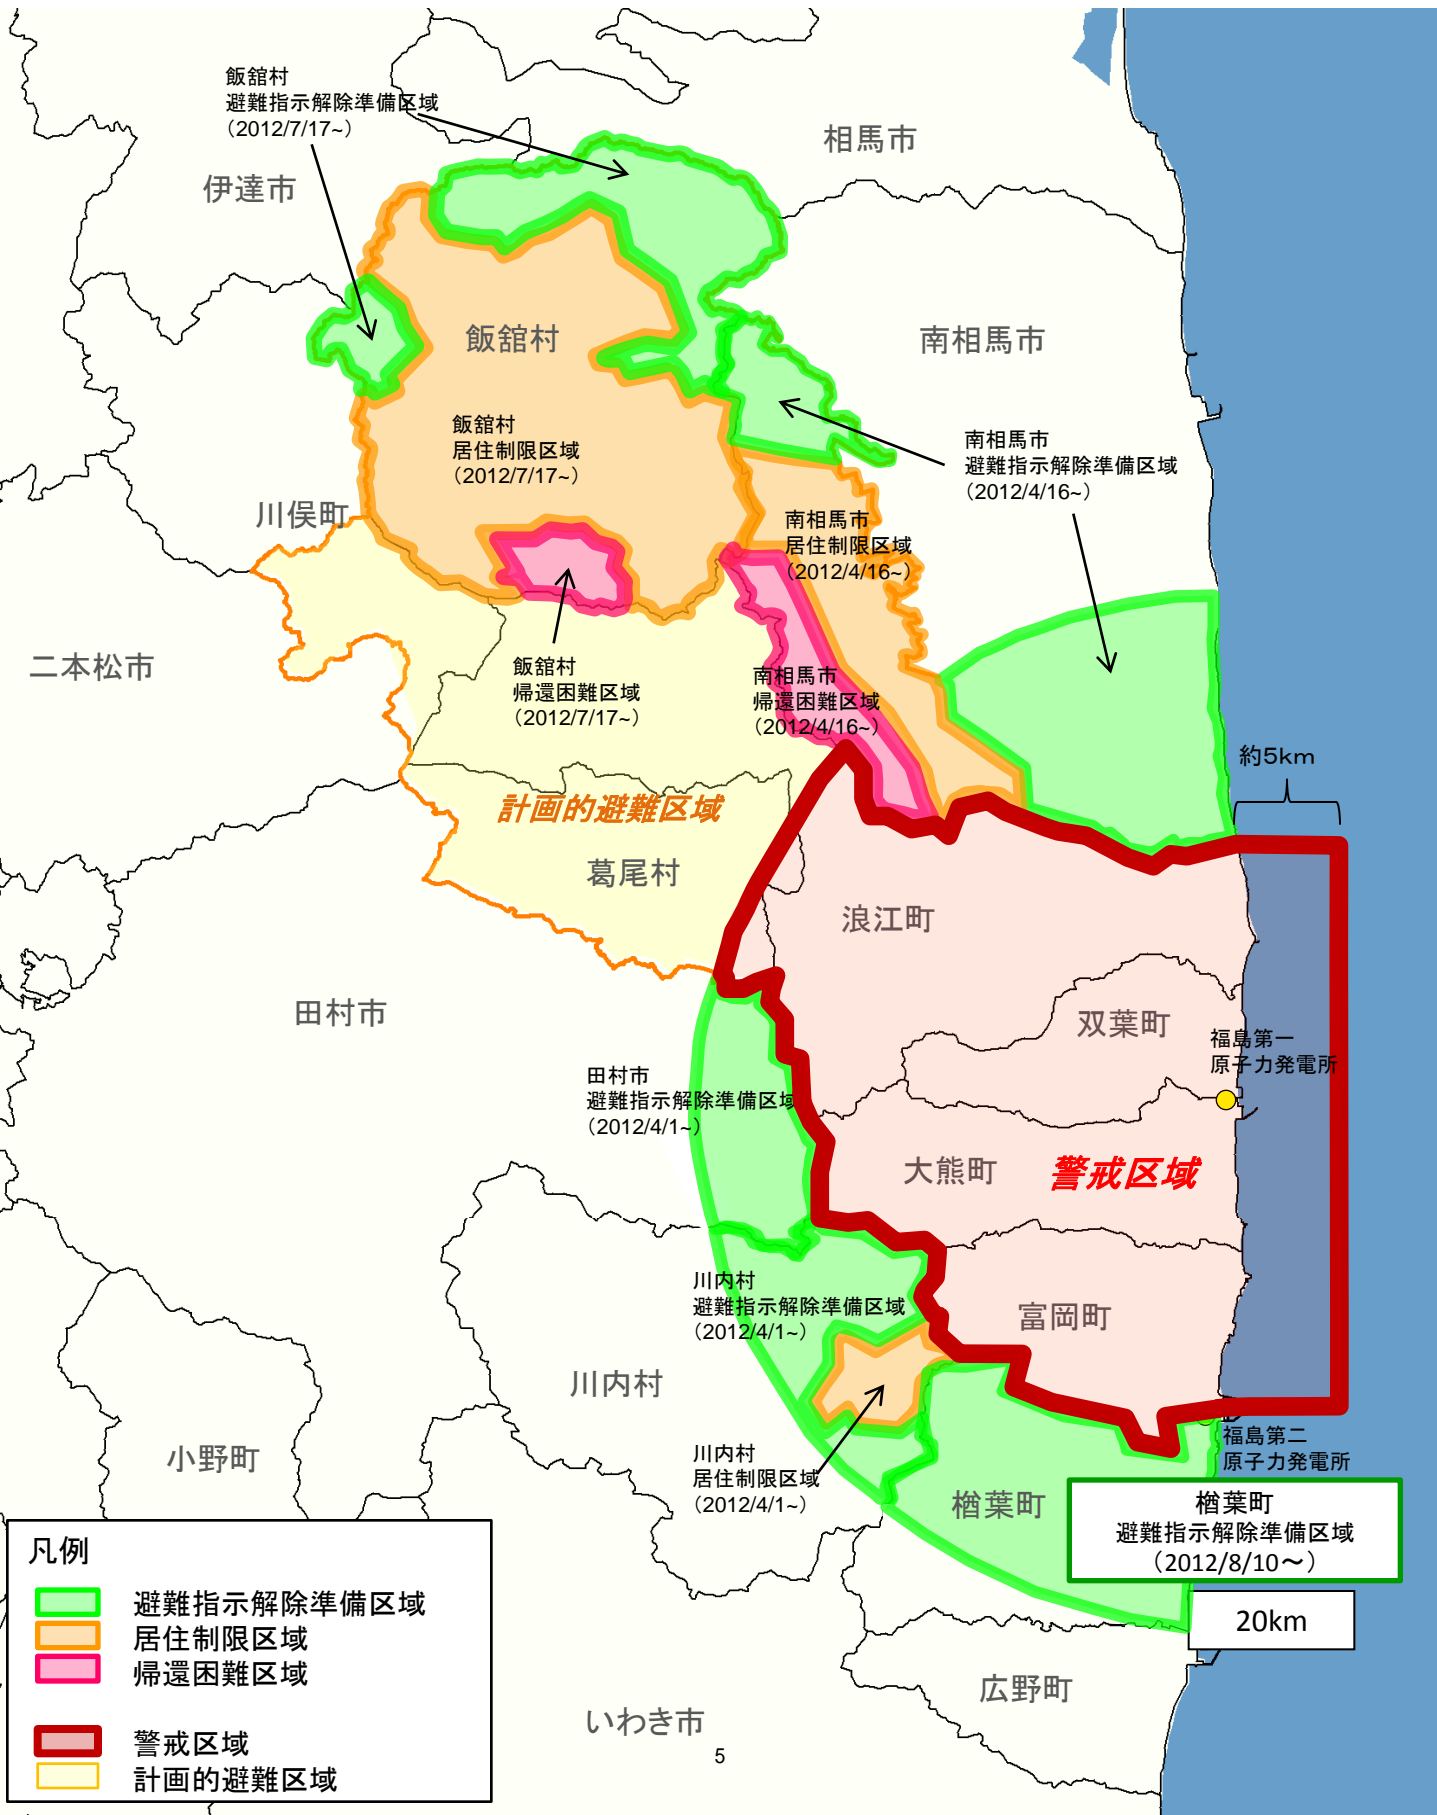 飯舘村
避難指示解除準備区域
（2012/7/17~）
相馬市
伊達市
飯舘村
南相馬市
飯舘村
居住制限区域
（2012/7/17~）
南相馬市
避難指示解除準備区域
（2012/4/16~）
川俣町
南相馬市
居住制限区域
（2012/4/16~）
二本松市
飯舘村
帰還困難区域
（2012/7/17~）
南相馬市
帰還困難区域
（2012/4/16~）
約5km
計画的避難区域
葛尾村
浪江町
田村市
双葉町
福島第一
原子力発電所
田村市
避難指示解除準備区域
（2012/4/1~）
大熊町
警戒区域
川内村
避難指示解除準備区域
（2012/4/1~）
富岡町
川内村
小野町
川内村
居住制限区域
（2012/4/1~）
福島第二
原子力発電所
楢葉町
楢葉町
避難指示解除準備区域
（2012/8/10～）
20km
凡例
避難指示解除準備区域
居住制限区域
帰還困難区域
警戒区域
計画的避難区域
広野町
いわき市
5